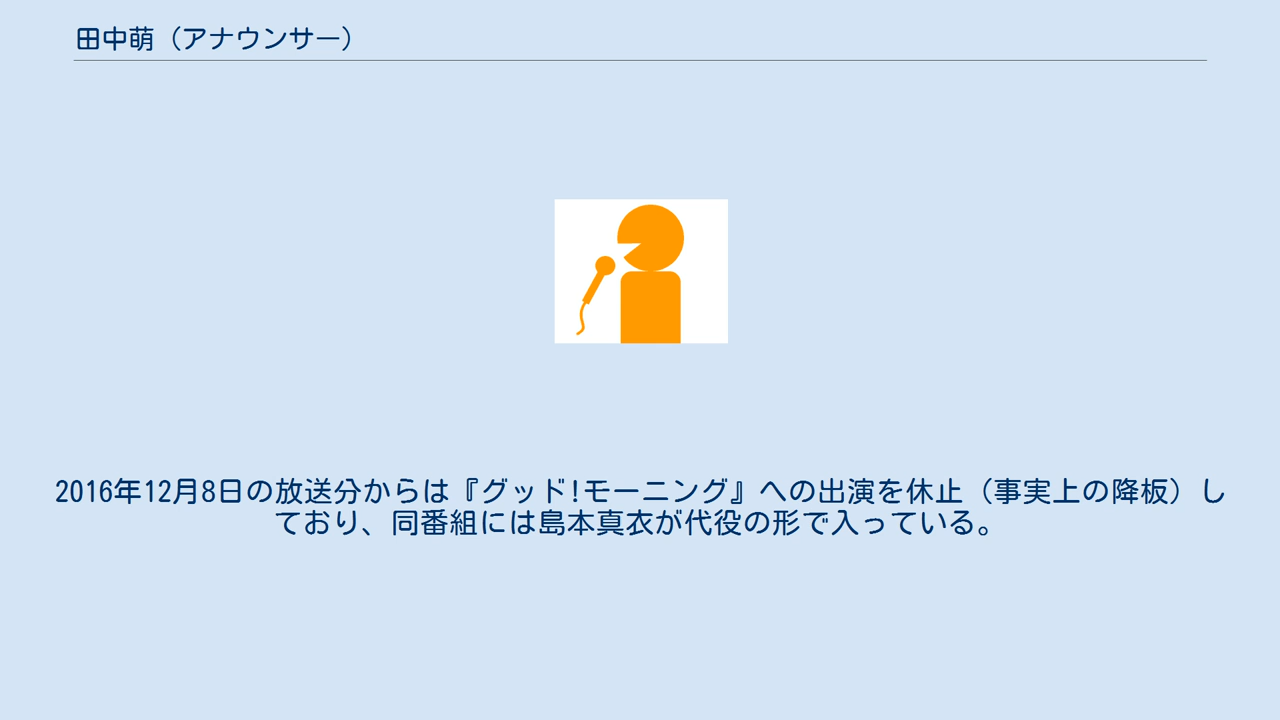 田中萌（アナウンサー）
2016年12月8日の放送分からは『グッド!モーニング』への出演を休止（事実上の降板）し
ており、同番組には島本真衣が代役の形で入っている。